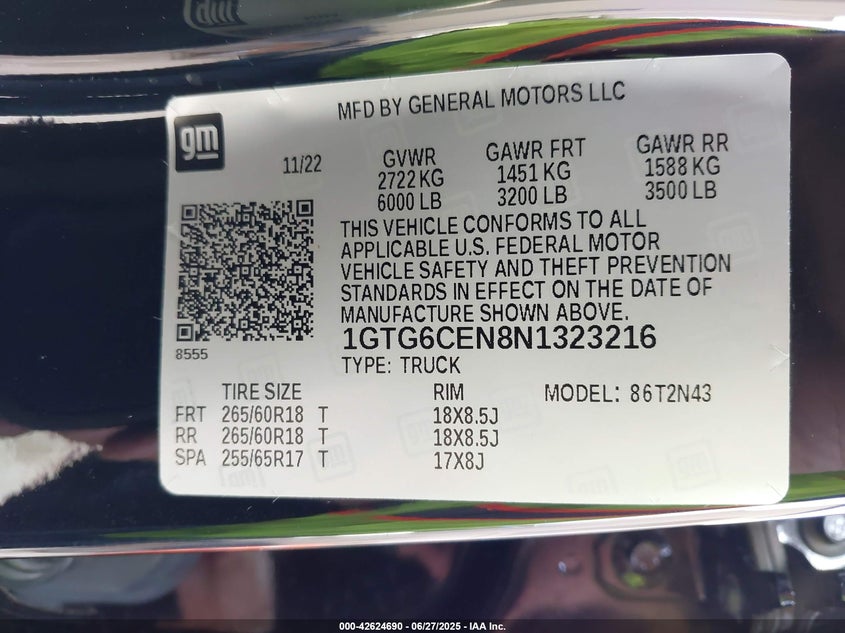 MFD BY GENERAL MOTORS LLC
gm
11/22
GVWR GAWR FRT GAWR RR
2722 KG 1451 KG 1588 KG
6000 LB 3200 LB 3500 LB
THIS VEHICLE CONFORMS TO ALL
APPLICABLE U.S. FEDERAL MOTOR
VEHICLE SAFETY AND THEFT PREVENTION
STANDARDS IN EFFECT ON THE DATE OF
MANUFACTURE SHOWN ABOVE.
1GTG6CEN8N1323216
8555
TYPE: TRUCK
TIRE SIZE RIM MODEL: 86T2N43
FRT 265/60R18 T 18X8.5J
RR 265/60R18 T 18X8.5J
SPA 255/65R17 T 17X8J
000-42624690 - 06/27/2025 - IAA Inc.